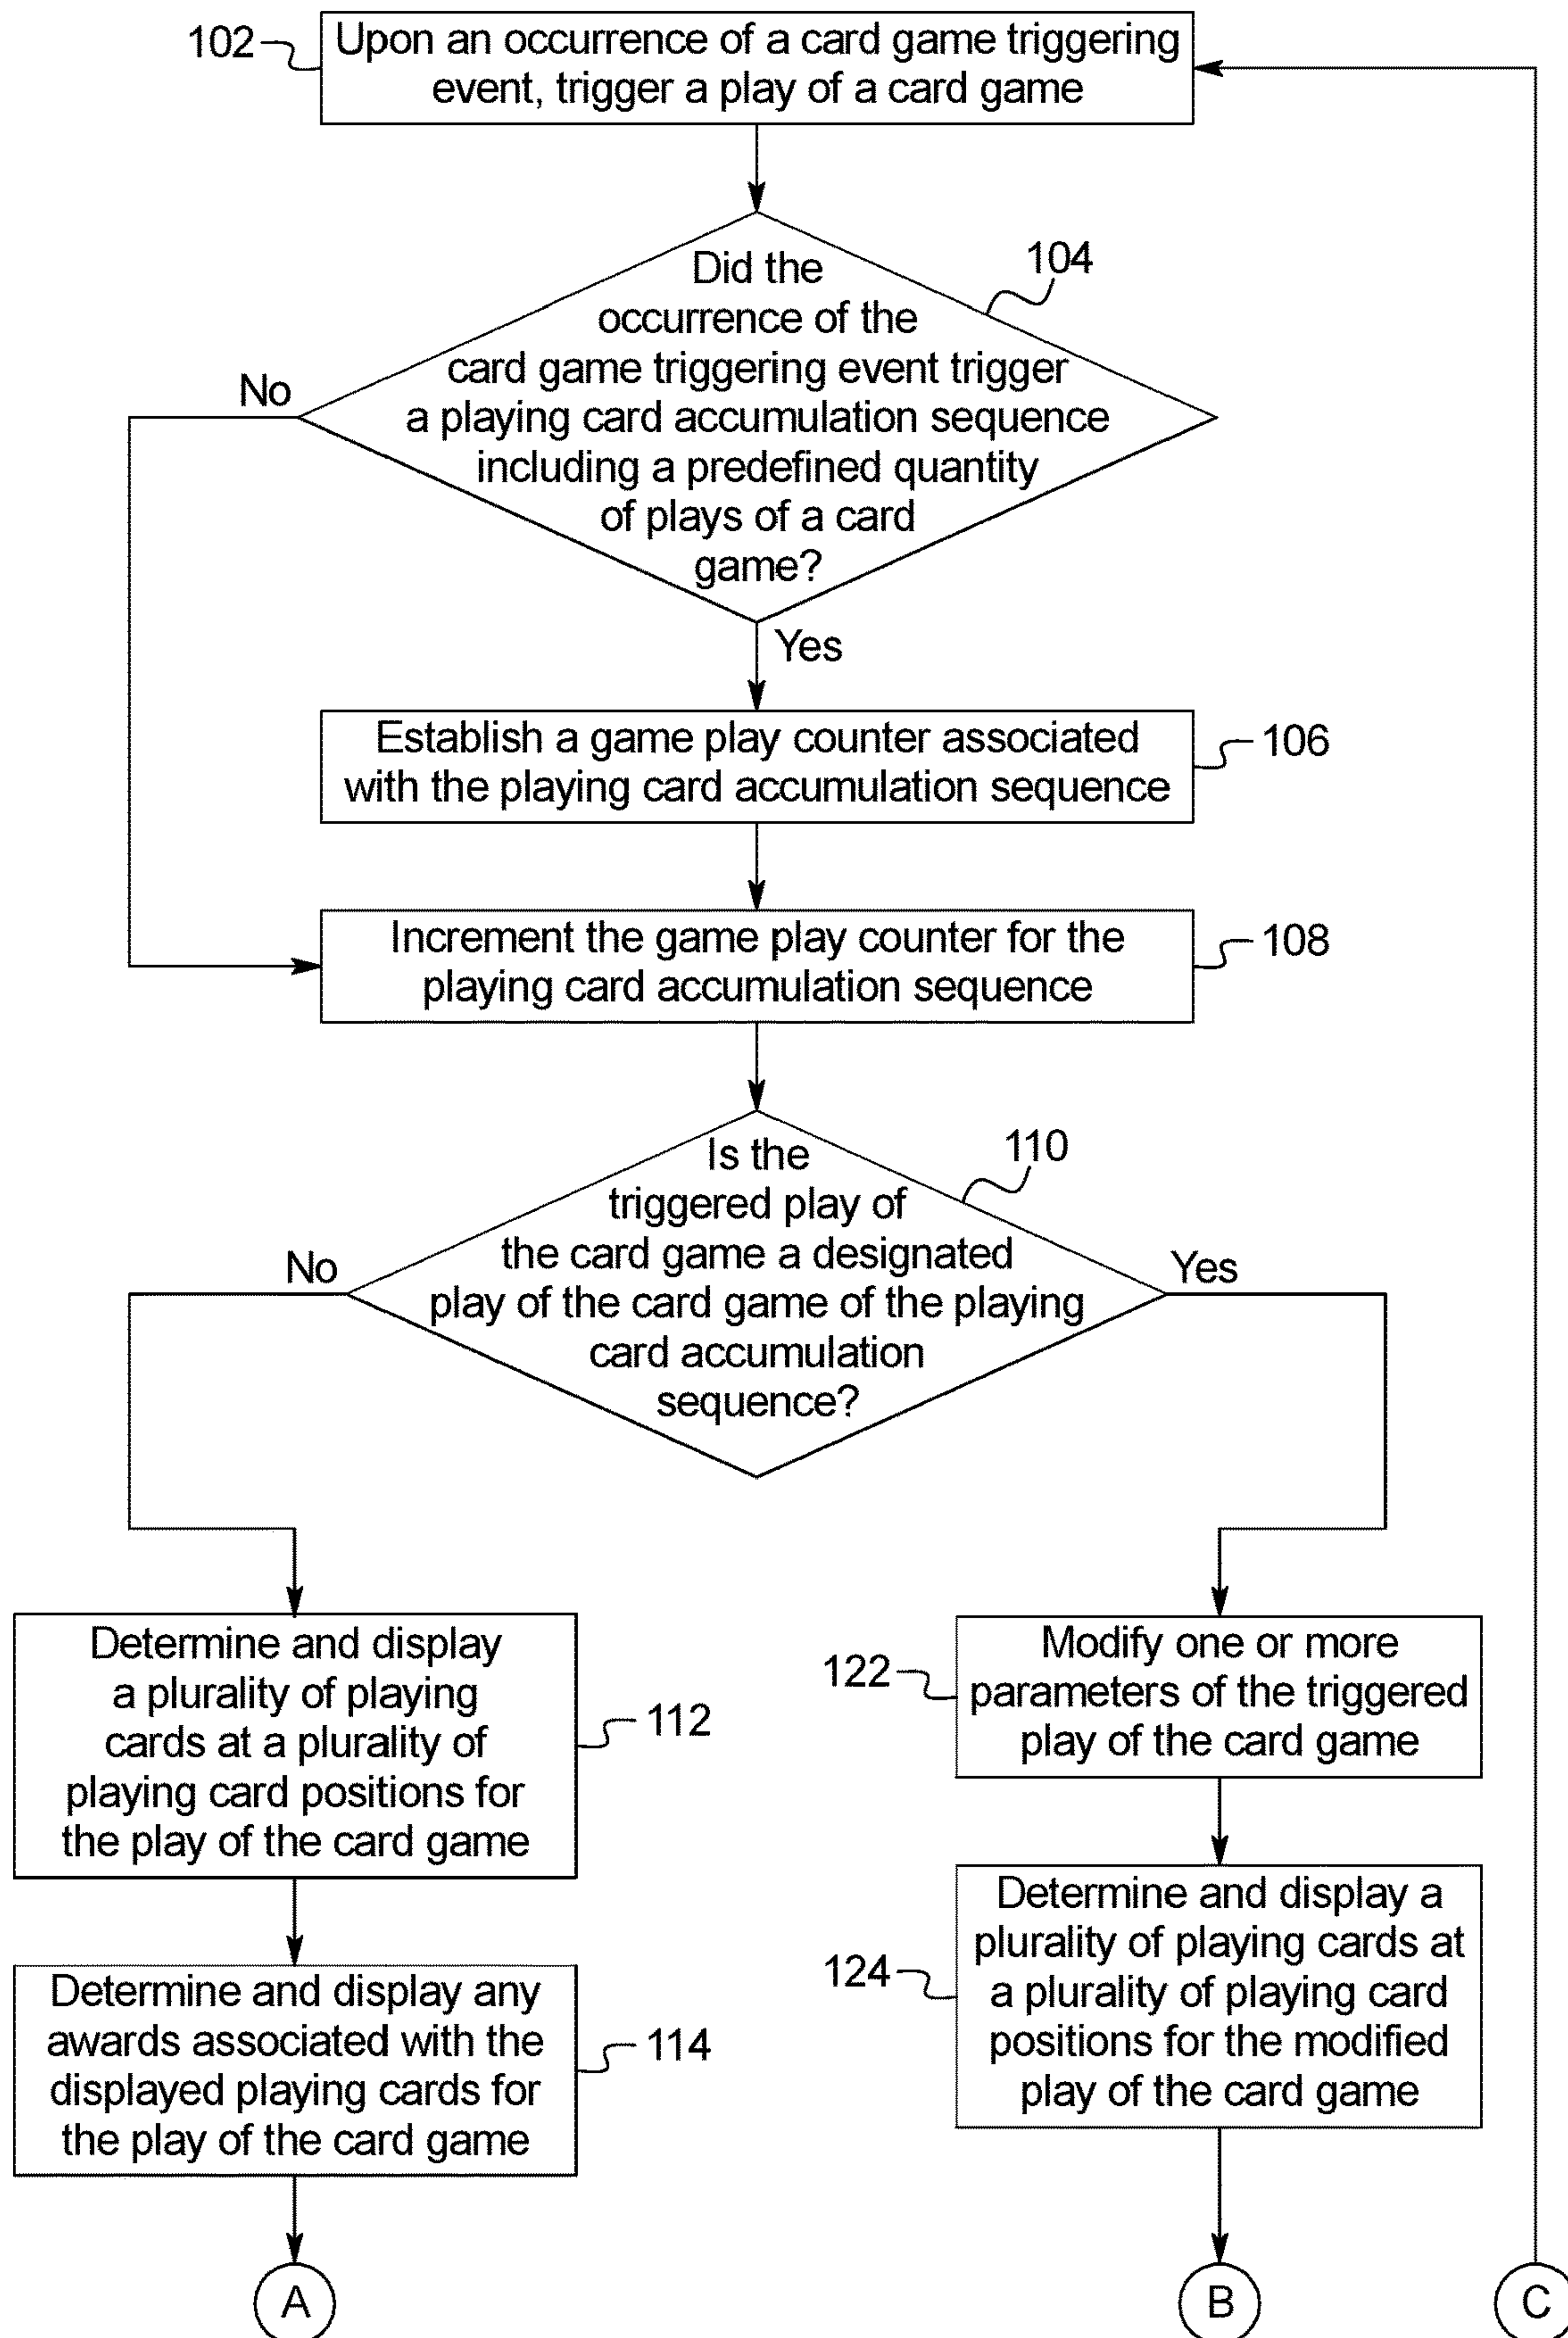 102
Upon an occurrence of a card game triggering
event, trigger a play of a card game
104
Did the
occurrence of the
card game triggering event trigger
a playing card accumulation sequence
including a predefined quantity
of plays of a card
game?
No
Yes
Establish a game play counter associated
with the playing card accumulation sequence
106
Increment the game play counter for the
playing card accumulation sequence
108
110
Is the
triggered play of
the card game a designated
play of the card game of the playing
card accumulation
sequence?
No
Yes
Determine and display
a plurality of playing
cards at a plurality of
playing card positions for
the play of the card game
112
Determine and display any
awards associated with the
displayed playing cards for
the play of the card game
114
A
122
Modify one or more
parameters of the triggered
play of the card game
124
Determine and display a
plurality of playing cards at
a plurality of playing card
positions for the modified
play of the card game
B
C